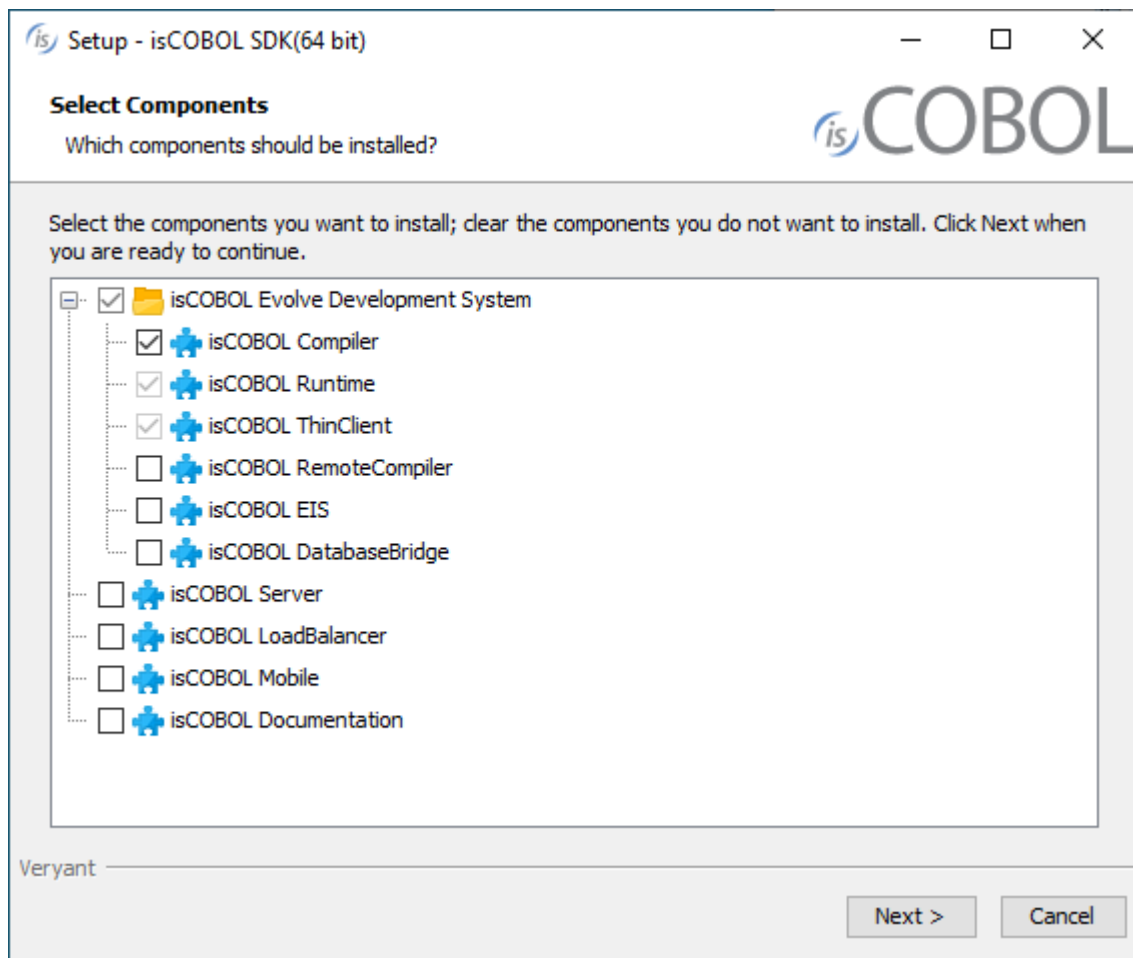 is Setup - isCOBOL SDK(64 bit)
Select Components
Which components should be installed?
is COBOL
Select the components you want to install; clear the components you do not want to install. Click Next when
you are ready to continue.
isCOBOL Evolve Development System
isCOBOL Compiler
isCOBOL Runtime
isCOBOL ThinClient
isCOBOL RemoteCompiler
isCOBOL EIS
isCOBOL DatabaseBridge
isCOBOL Server
isCOBOL LoadBalancer
isCOBOL Mobile
isCOBOL Documentation
Veryant
Next > Cancel